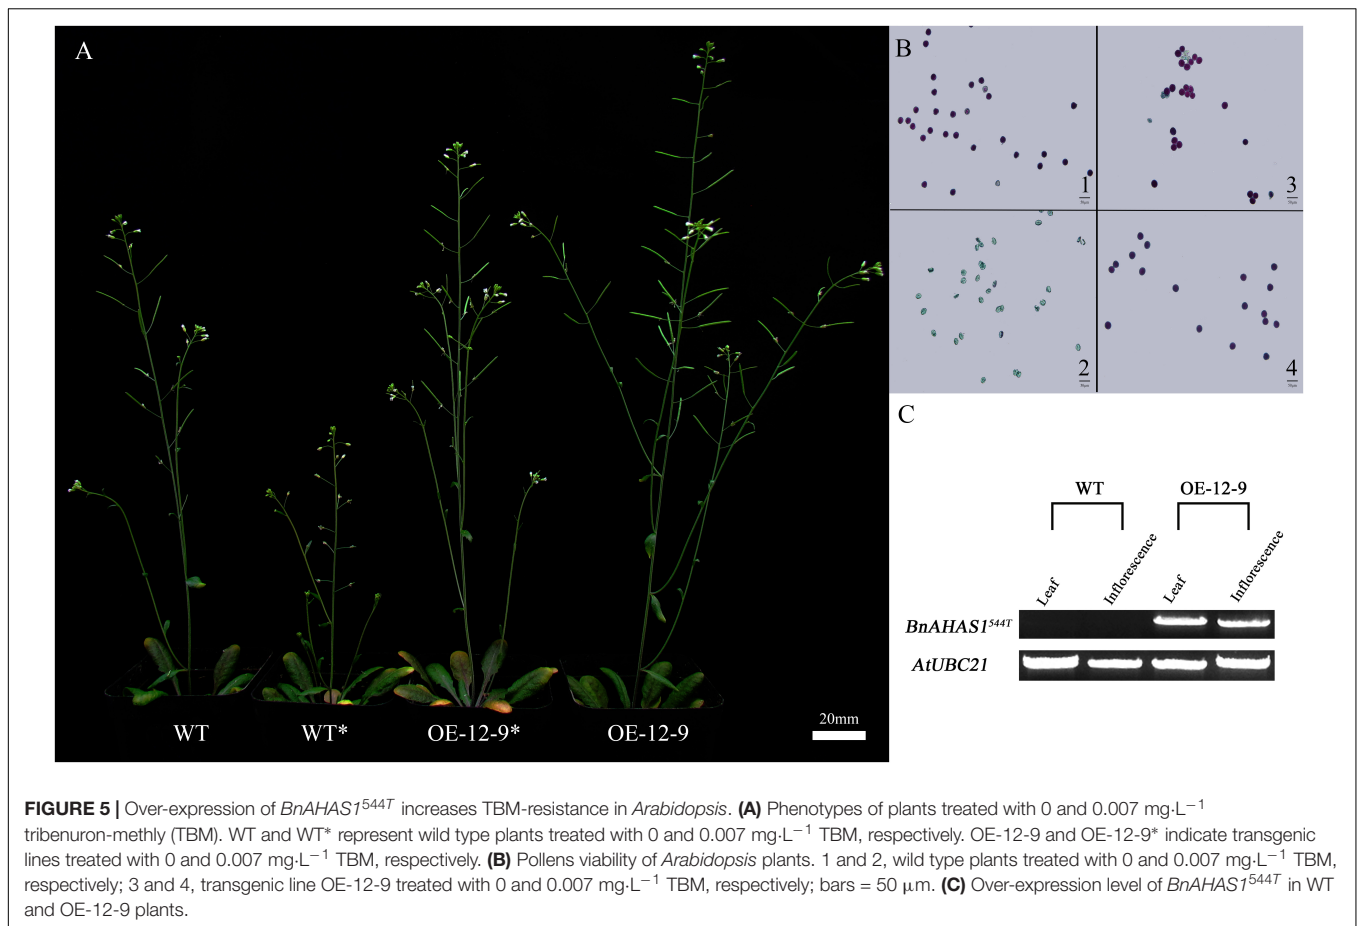 A
B
1
3
2
4
C
WT
OE-12-9
Leaf
Inflorescence
Leaf
Inflorescence
BnAHAS1⁵⁴⁴ᵀ
AtUBC21
WT
WT*
OE-12-9*
OE-12-9
20mm
FIGURE 5 | Over-expression of BnAHAS1⁵⁴⁴ᵀ increases TBM-resistance in Arabidopsis. (A) Phenotypes of plants treated with 0 and 0.007 mg·L⁻¹
tribenuron-methly (TBM). WT and WT* represent wild type plants treated with 0 and 0.007 mg·L⁻¹ TBM, respectively. OE-12-9 and OE-12-9* indicate transgenic
lines treated with 0 and 0.007 mg·L⁻¹ TBM, respectively. (B) Pollens viability of Arabidopsis plants. 1 and 2, wild type plants treated with 0 and 0.007 mg·L⁻¹ TBM,
respectively; 3 and 4, transgenic line OE-12-9 treated with 0 and 0.007 mg·L⁻¹ TBM, respectively; bars = 50 μm. (C) Over-expression level of BnAHAS1⁵⁴⁴ᵀ in WT
and OE-12-9 plants.